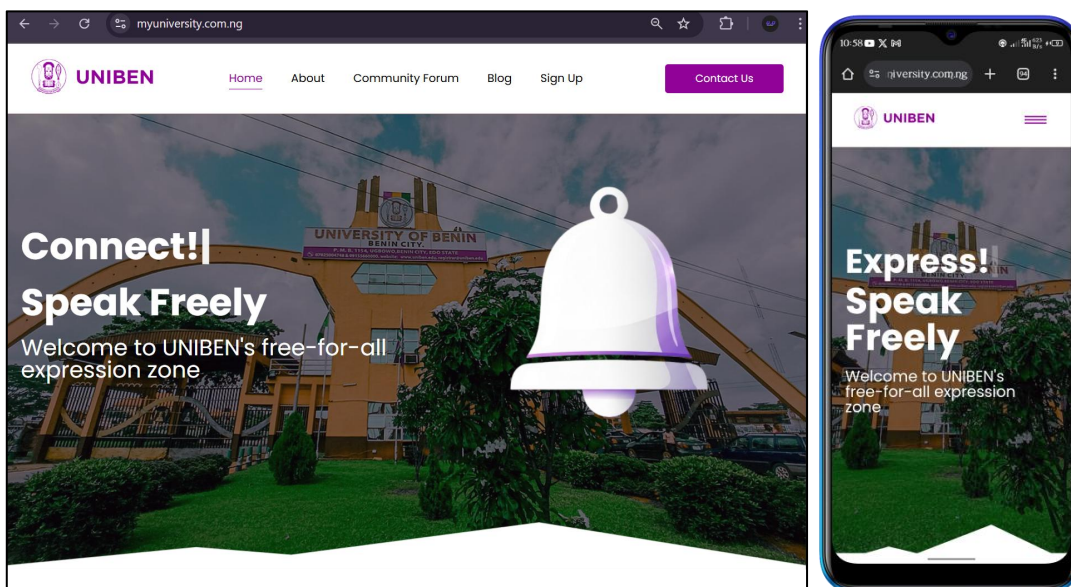 myuniversity.com.ng
UNIBEN
Home
About
Community Forum
Blog
Sign Up
Contact Us
UNIVERSITY OF BENIN
BENIN CITY.
Connect!
Speak Freely
Welcome to UNIBEN's free-for-all
expression zone
10:58
niversity.com.ng
94
UNIBEN
Express!
Speak
Freely
Welcome to UNIBEN's
free-for-all expression
zone